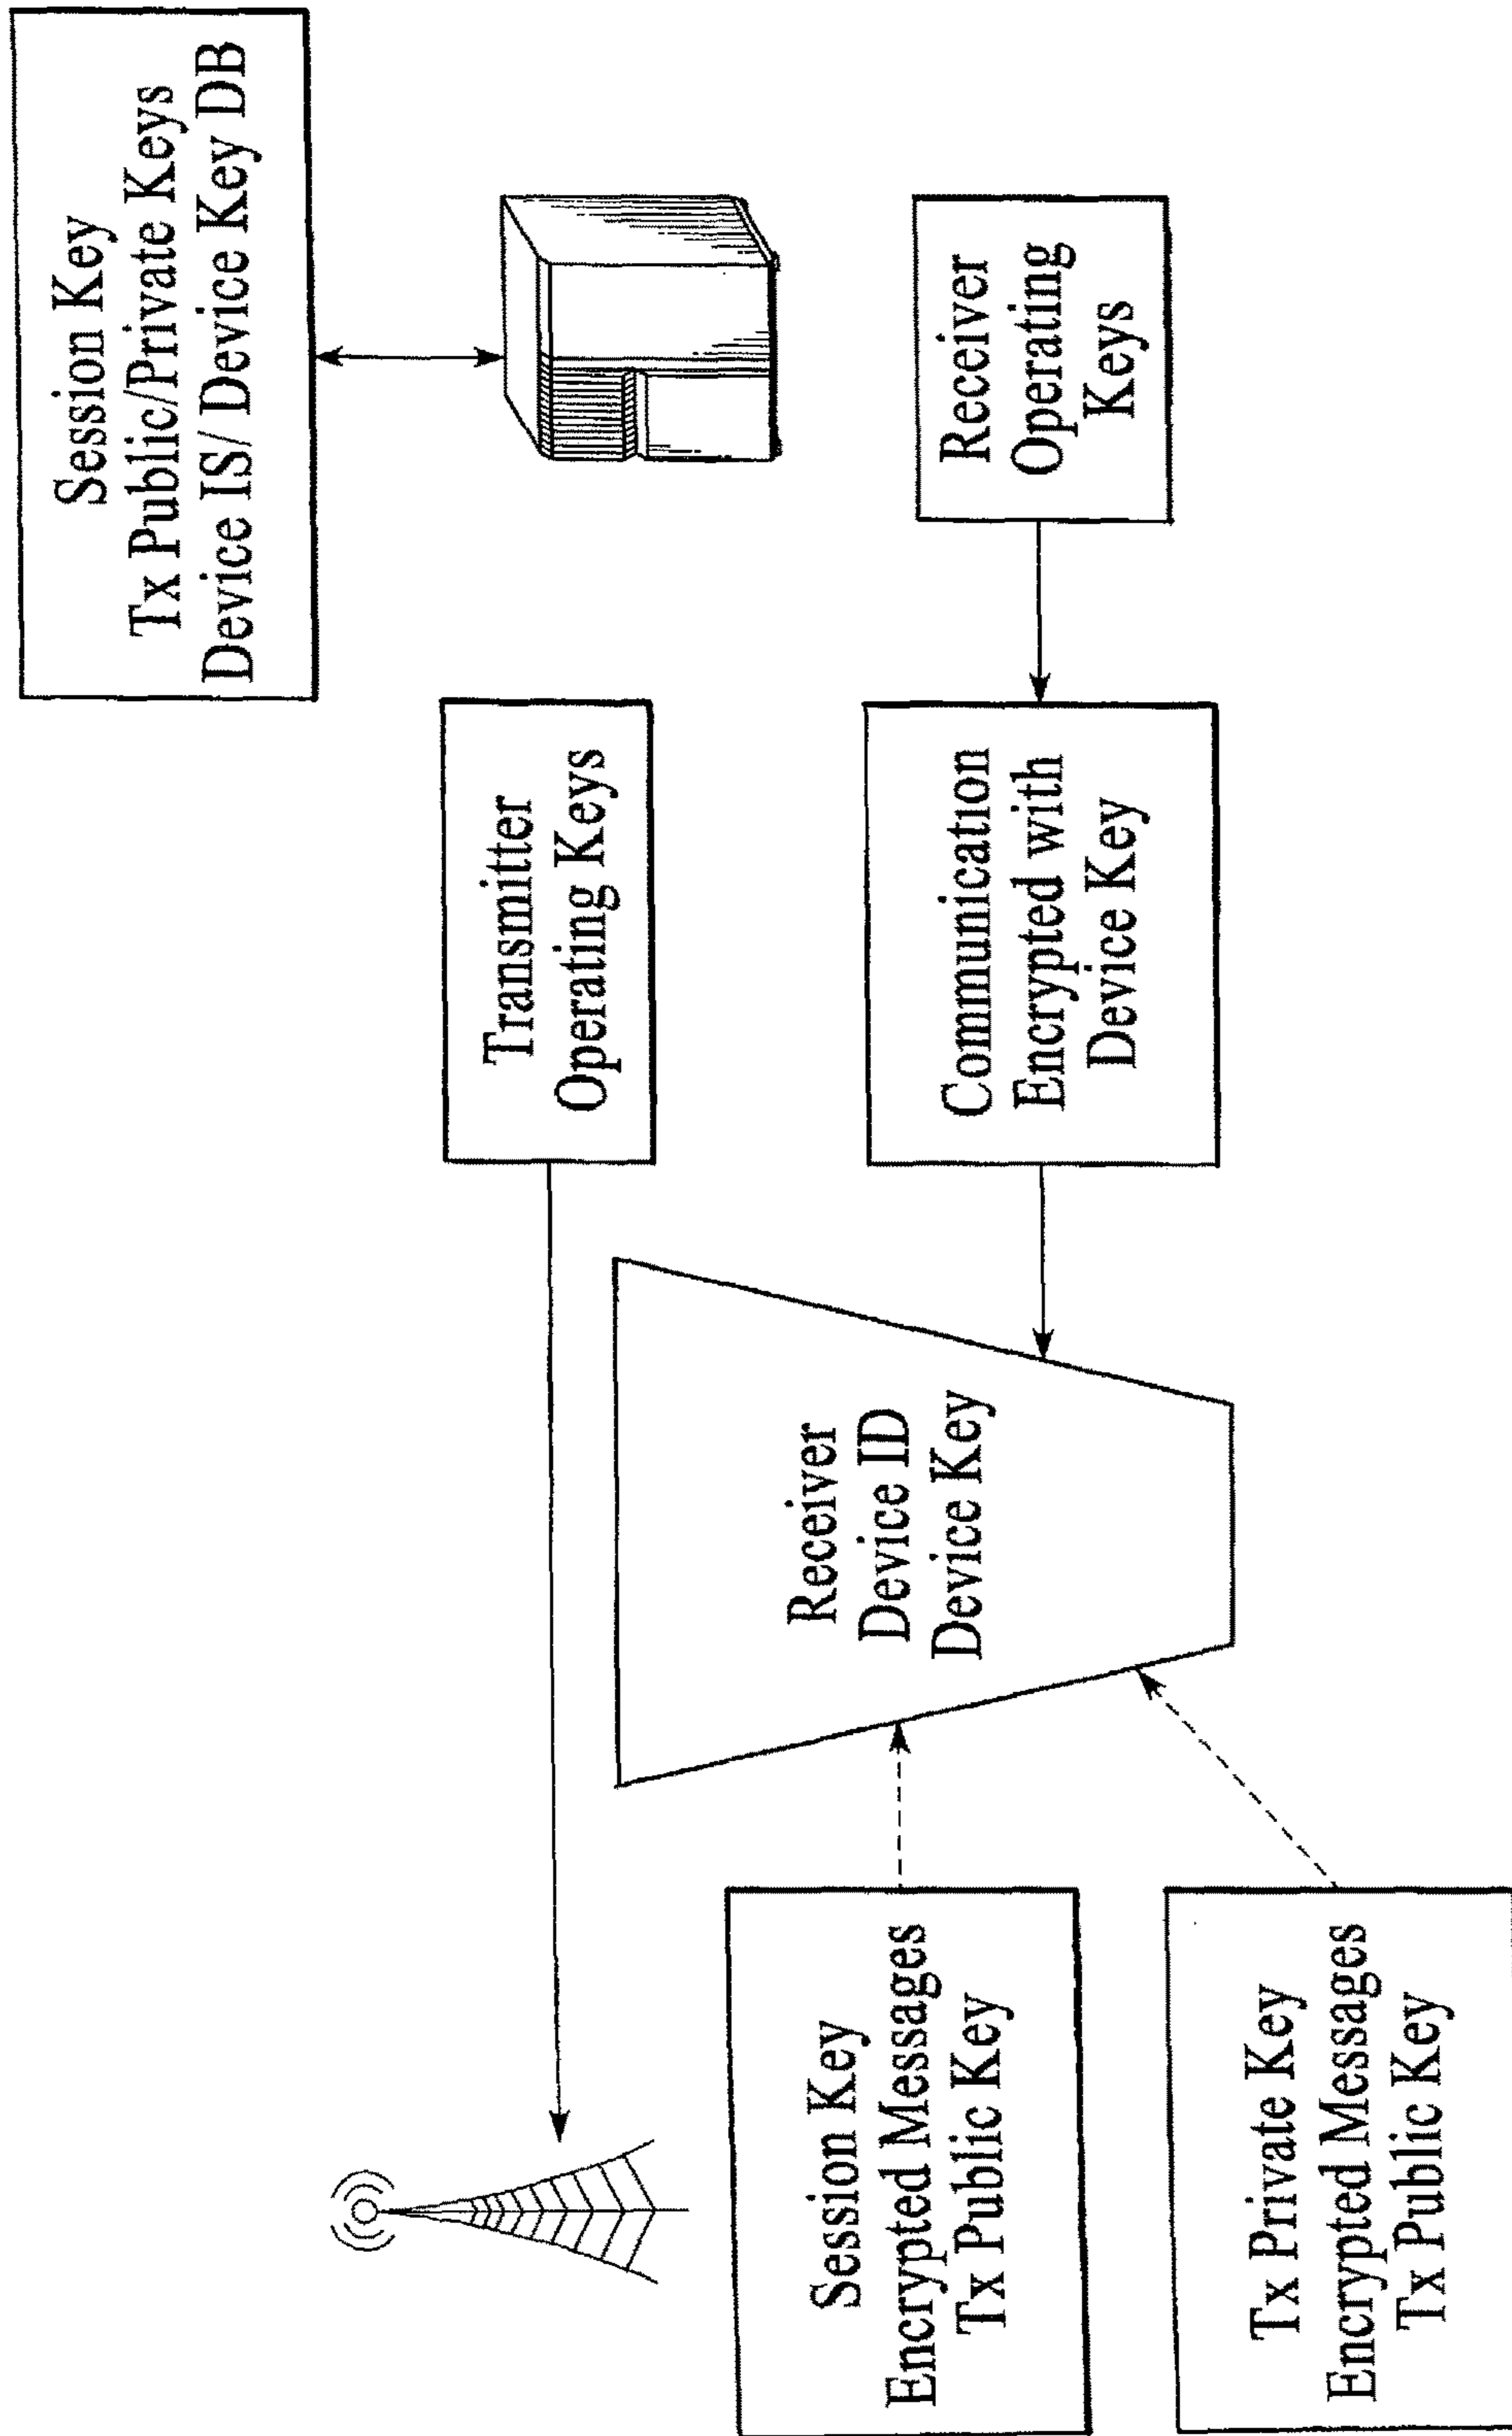 Session Key
Tx Public/Private Keys
Device IS/ Device Key DB
Transmitter
Operating Keys
Receiver
Operating
Keys
Communication
Encrypted with
Device Key
Receiver
Device ID
Device Key
Session Key
Encrypted Messages
Tx Public Key
Tx Private Key
Encrypted Messages
Tx Public Key